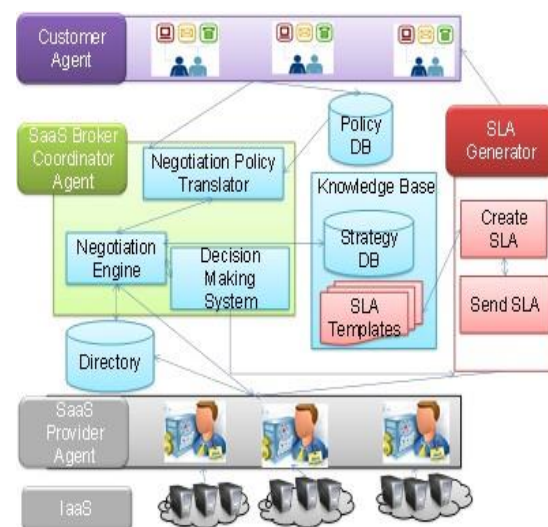 Customer
Agent
Policy
DB
SaaS Broker
Coordinator
Agent
Negotiation Policy
Translator
SLA
Generator
Knowledge Base
Negotiation
Engine
Decision
Making
System
Strategy
DB
SLA
Templates
Create
SLA
Send SLA
Directory
SaaS
Provider
Agent
IaaS